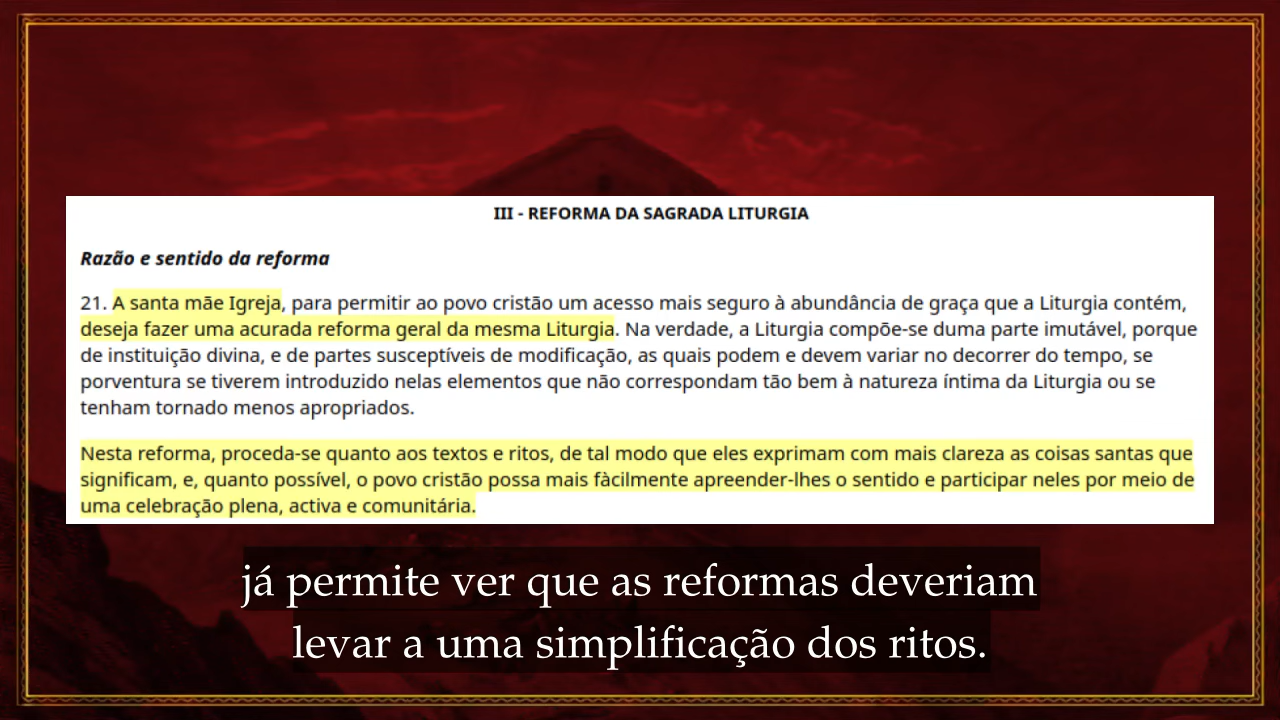 III - REFORMA DA SAGRADA LITURGIA
Razão e sentido da reforma
21. A santa mãe Igreja, para permitir ao povo cristão um acesso mais seguro à abundância de graça que a Liturgia contém,
deseja fazer uma acurada reforma geral da mesma Liturgia. Na verdade, a Liturgia compõe-se duma parte imutável, porque
de instituição divina, e de partes susceptíveis de modificação, as quais podem e devem variar no decorrer do tempo, se
porventura se tiverem introduzido nelas elementos que não correspondam tão bem à natureza íntima da Liturgia ou se
tenham tornado menos apropriados.
Nesta reforma, proceda-se quanto aos textos e ritos, de tal modo que eles exprimam com mais clareza as coisas santas que
significam, e, quanto possível, o povo cristão possa mais fàcilmente apreender-lhes o sentido e participar neles por meio de
uma celebração plena, activa e comunitária.
já permite ver que as reformas deveriam
levar a uma simplificação dos ritos.